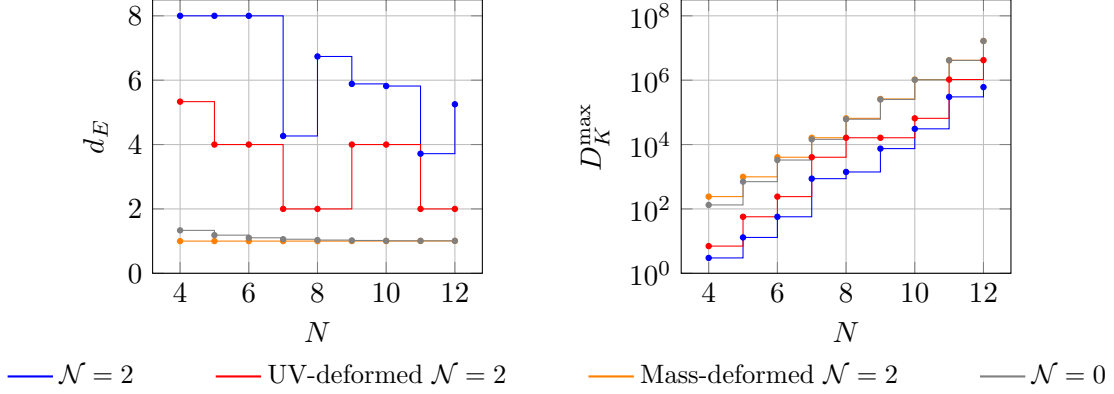 8
6
4
2
0
d_E
4 6 8 10 12
N
10^8
10^6
10^4
10^2
10^0
D_K^max
4 6 8 10 12
N
𝒩 = 2 UV-deformed 𝒩 = 2 Mass-deformed 𝒩 = 2 𝒩 = 0